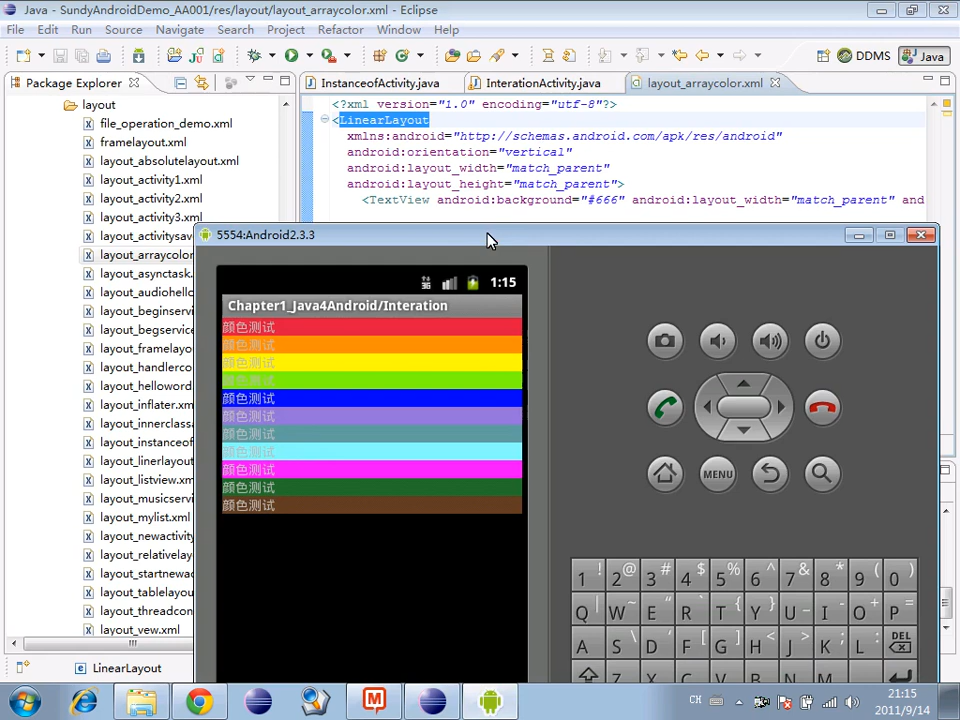 Java - SundyAndroidDemo_AA001/res/layout/layout_arraycolor.xml - Eclipse
File Edit Run Source Navigate Search Project Refactor Window Help
DDMS Java
Package Explorer
InstanceofActivity.java InterationActivity.java layout_arraycolor.xml
layout
file_operation_demo.xml
framelayout.xml
layout_absolutelayout.xml
layout_activity1.xml
layout_activity2.xml
layout_activity3.xml
layout_activitysav
layout_arraycolor
layout_asynctask.
layout_audiohello
layout_beginservic
layout_begservice
layout_framelayo
layout_handlerco
layout_helloword
layout_inflater.xm
layout_innerclass
layout_instanceof
layout_linerlayout
layout_listview.xm
layout_musicservi
layout_mylist.xml
layout_newactivity
layout_relativelay
layout_startnewac
layout_tablelayou
layout_threadcon
layout_vew.xml
<?xml version="1.0" encoding="utf-8"?>
<LinearLayout
xmlns:android="http://schemas.android.com/apk/res/android"
android:orientation="vertical"
android:layout_width="match_parent"
android:layout_height="match_parent">
<TextView android:background="#666" android:layout_width="match_parent" and
5554:Android2.3.3
1:15
Chapter1_Java4Android/Interation
颜色测试
颜色测试
颜色测试
颜色测试
颜色测试
颜色测试
颜色测试
颜色测试
颜色测试
颜色测试
颜色测试
MENU
1 ! 2 @ 3 # 4 $ 5 % 6 ^ 7 & 8 * 9 ( 0 )
Q | W ~ E " R ` T { Y } U _ I - O + P =
A S \ D ' F [ G ] H < J > K ; L : DEL
Z X C V B N M
LinearLayout
CH
21:15
2011/9/14